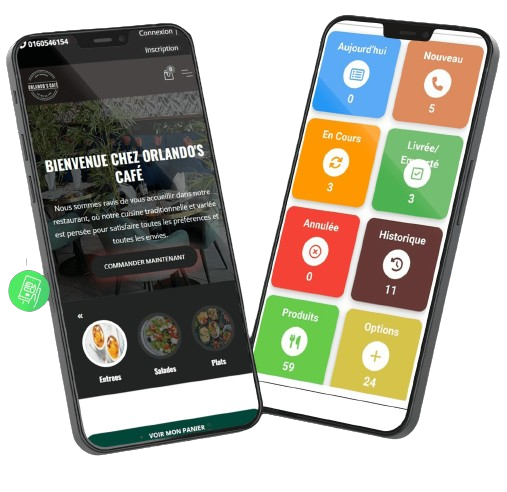 0160546154
Connexion |
Inscription
ORLANDO'S CAFÉ
0
BIENVENUE CHEZ ORLANDO'S
CAFÉ
Nous sommes ravis de vous accueillir dans notre
restaurant, où notre cuisine traditionnelle et variée
est pensée pour satisfaire toutes les préférences et
toutes les envies.
COMMANDER MAINTENANT
«
Entrees
Salades
Plats
VOIR MON PANIER
Aujourd'hui
0
Nouveau
5
En Cours
3
Livrée/
3
Annulée
0
Historique
11
Produits
59
Options
24